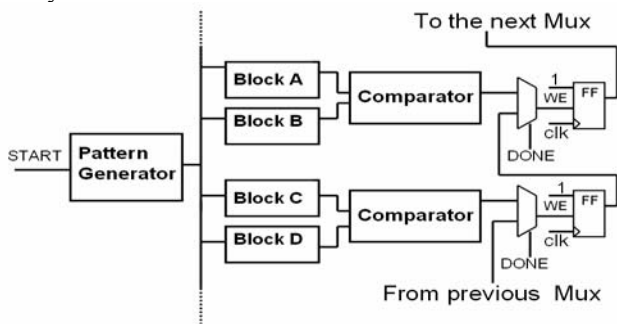 To the next Mux
Block A
Block B
Comparator
1
WE
FF
clk
DONE
START
Pattern
Generator
Block C
Block D
Comparator
1
WE
FF
clk
DONE
From previous Mux